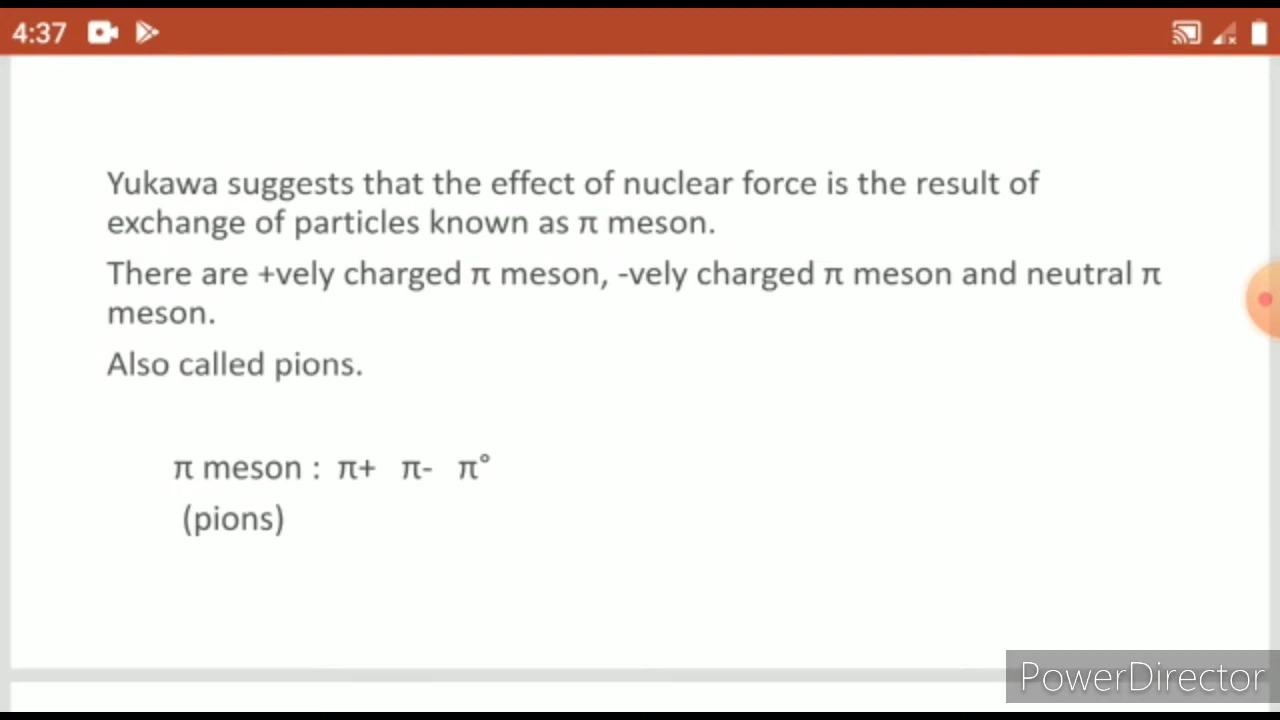 4:37
Yukawa suggests that the effect of nuclear force is the result of
exchange of particles known as π meson.
There are +vely charged π meson, -vely charged π meson and neutral π
meson.
Also called pions.
π meson : π+ π- π°
(pions)
PowerDirector